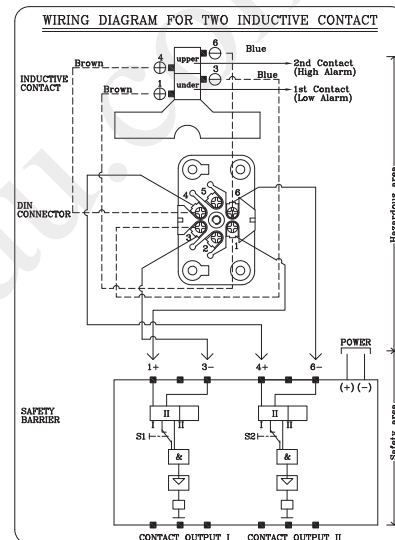 WIRING DIAGRAM FOR TWO INDUCTIVE CONTACT
6
Blue
upper
2nd Contact
(High Alarm)
Brown
4
INDUCTIVE
CONTACT
3
Blue
under
Brown
1
1st Contact
(Low Alarm)
Hazardous area
5
4
6
DIN
CONNECTOR
3
2
1
POWER
1+
3-
4+
6-
(+) (-)
SAFETY
BARRIER
II
I
II
S1
&
II
I
II
S2
&
Safety area
CONTACT OUTPUT I
CONTACT OUTPUT II